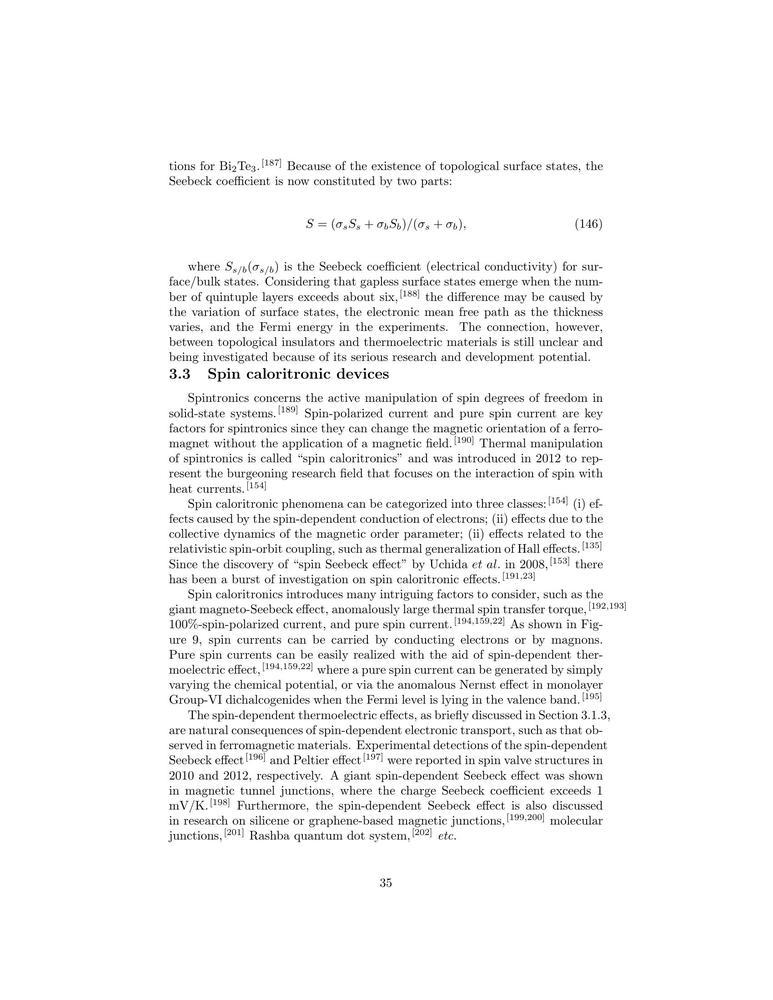 tions for Bi₂Te₃.[187] Because of the existence of topological surface states, the
Seebeck coefficient is now constituted by two parts:
S = (σₛSₛ + σ_bS_b)/(σₛ + σ_b), (146)
where S_{s/b}(σ_{s/b}) is the Seebeck coefficient (electrical conductivity) for sur-
face/bulk states. Considering that gapless surface states emerge when the num-
ber of quintuple layers exceeds about six,[188] the difference may be caused by
the variation of surface states, the electronic mean free path as the thickness
varies, and the Fermi energy in the experiments. The connection, however,
between topological insulators and thermoelectric materials is still unclear and
being investigated because of its serious research and development potential.
3.3 Spin caloritronic devices
Spintronics concerns the active manipulation of spin degrees of freedom in
solid-state systems.[189] Spin-polarized current and pure spin current are key
factors for spintronics since they can change the magnetic orientation of a ferro-
magnet without the application of a magnetic field.[190] Thermal manipulation
of spintronics is called “spin caloritronics” and was introduced in 2012 to rep-
resent the burgeoning research field that focuses on the interaction of spin with
heat currents.[154]
Spin caloritronic phenomena can be categorized into three classes:[154] (i) ef-
fects caused by the spin-dependent conduction of electrons; (ii) effects due to the
collective dynamics of the magnetic order parameter; (ii) effects related to the
relativistic spin-orbit coupling, such as thermal generalization of Hall effects.[135]
Since the discovery of “spin Seebeck effect” by Uchida et al. in 2008,[153] there
has been a burst of investigation on spin caloritronic effects.[191,23]
Spin caloritronics introduces many intriguing factors to consider, such as the
giant magneto-Seebeck effect, anomalously large thermal spin transfer torque,[192,193]
100%-spin-polarized current, and pure spin current.[194,159,22] As shown in Fig-
ure 9, spin currents can be carried by conducting electrons or by magnons.
Pure spin currents can be easily realized with the aid of spin-dependent ther-
moelectric effect,[194,159,22] where a pure spin current can be generated by simply
varying the chemical potential, or via the anomalous Nernst effect in monolayer
Group-VI dichalcogenides when the Fermi level is lying in the valence band.[195]
The spin-dependent thermoelectric effects, as briefly discussed in Section 3.1.3,
are natural consequences of spin-dependent electronic transport, such as that ob-
served in ferromagnetic materials. Experimental detections of the spin-dependent
Seebeck effect[196] and Peltier effect[197] were reported in spin valve structures in
2010 and 2012, respectively. A giant spin-dependent Seebeck effect was shown
in magnetic tunnel junctions, where the charge Seebeck coefficient exceeds 1
mV/K.[198] Furthermore, the spin-dependent Seebeck effect is also discussed
in research on silicene or graphene-based magnetic junctions,[199,200] molecular
junctions,[201] Rashba quantum dot system,[202] etc.
35